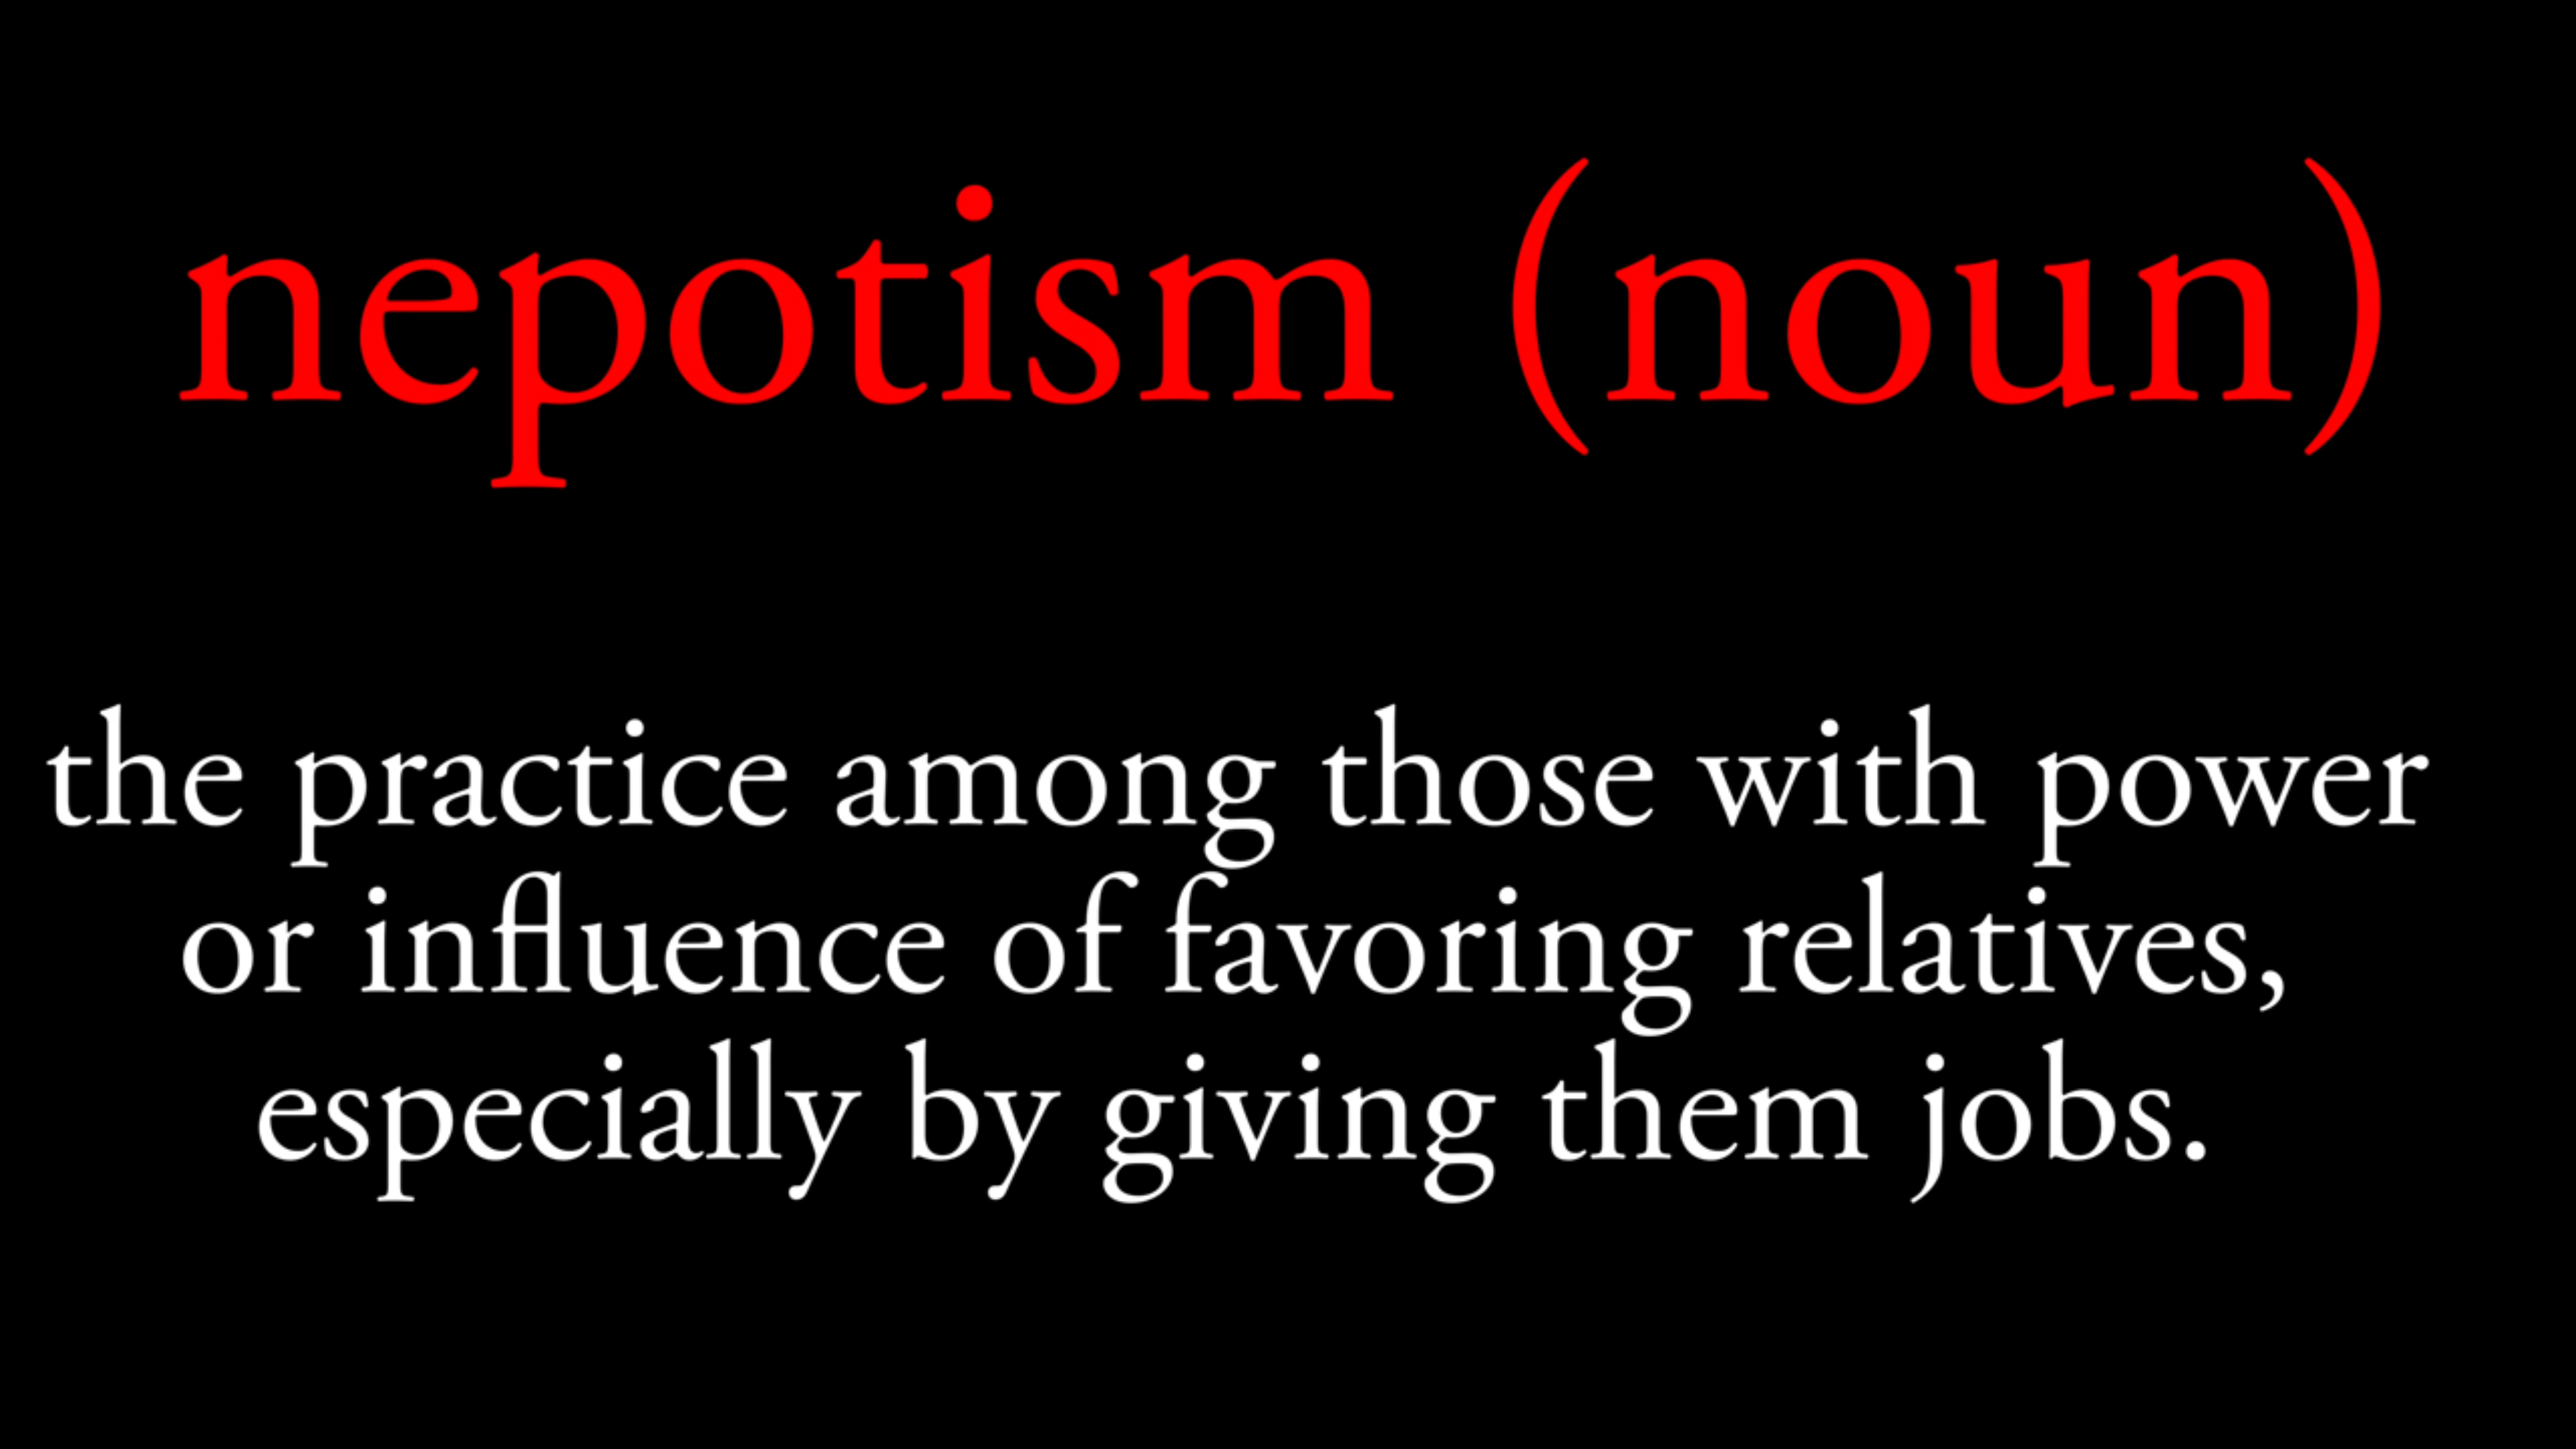 nepotism (noun)
the practice among those with power
or influence of favoring relatives,
especially by giving them jobs.